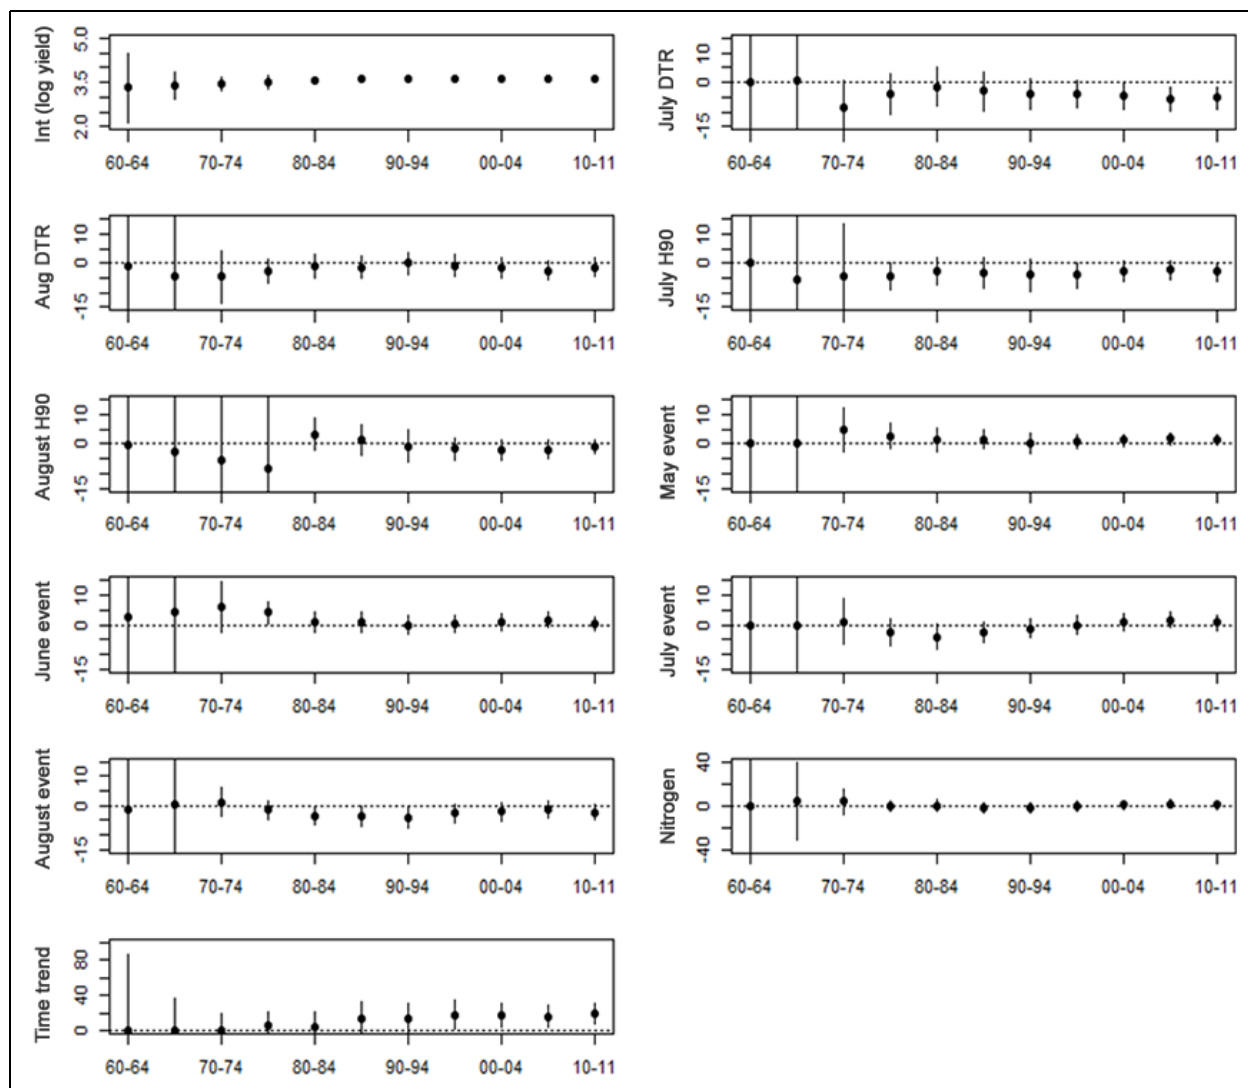 Int (log yield)
5.0
3.5
2.0
60-64 70-74 80-84 90-94 00-04 10-11
July DTR
10
0
-15
60-64 70-74 80-84 90-94 00-04 10-11
Aug DTR
10
0
-15
60-64 70-74 80-84 90-94 00-04 10-11
July H90
10
0
-15
60-64 70-74 80-84 90-94 00-04 10-11
August H90
10
0
-15
60-64 70-74 80-84 90-94 00-04 10-11
May event
10
0
-15
60-64 70-74 80-84 90-94 00-04 10-11
June event
10
0
-15
60-64 70-74 80-84 90-94 00-04 10-11
July event
10
0
-15
60-64 70-74 80-84 90-94 00-04 10-11
August event
10
0
-15
60-64 70-74 80-84 90-94 00-04 10-11
Nitrogen
40
0
-40
60-64 70-74 80-84 90-94 00-04 10-11
Time trend
80
40
0
60-64 70-74 80-84 90-94 00-04 10-11